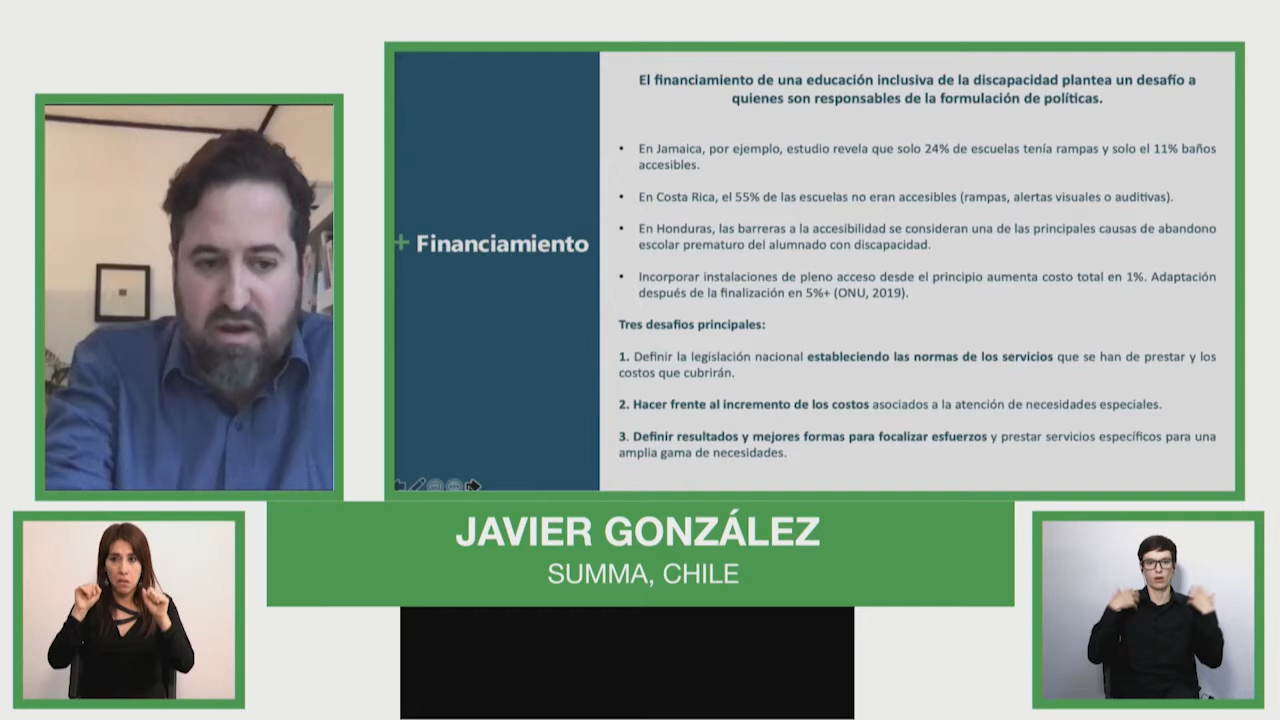 El financiamiento de una educación inclusiva de la discapacidad plantea un desafío a
quienes son responsables de la formulación de políticas.
+ Financiamiento
• En Jamaica, por ejemplo, estudio revela que solo 24% de escuelas tenía rampas y solo el 11% baños
accesibles.
• En Costa Rica, el 55% de las escuelas no eran accesibles (rampas, alertas visuales o auditivas).
• En Honduras, las barreras a la accesibilidad se consideran una de las principales causas de abandono
escolar prematuro del alumnado con discapacidad.
• Incorporar instalaciones de pleno acceso desde el principio aumenta costo total en 1%. Adaptación
después de la finalización en 5%+ (ONU, 2019).
Tres desafíos principales:
1. Definir la legislación nacional estableciendo las normas de los servicios que se han de prestar y los
costos que cubrirán.
2. Hacer frente al incremento de los costos asociados a la atención de necesidades especiales.
3. Definir resultados y mejores formas para focalizar esfuerzos y prestar servicios específicos para una
amplia gama de necesidades.
JAVIER GONZÁLEZ
SUMMA, CHILE